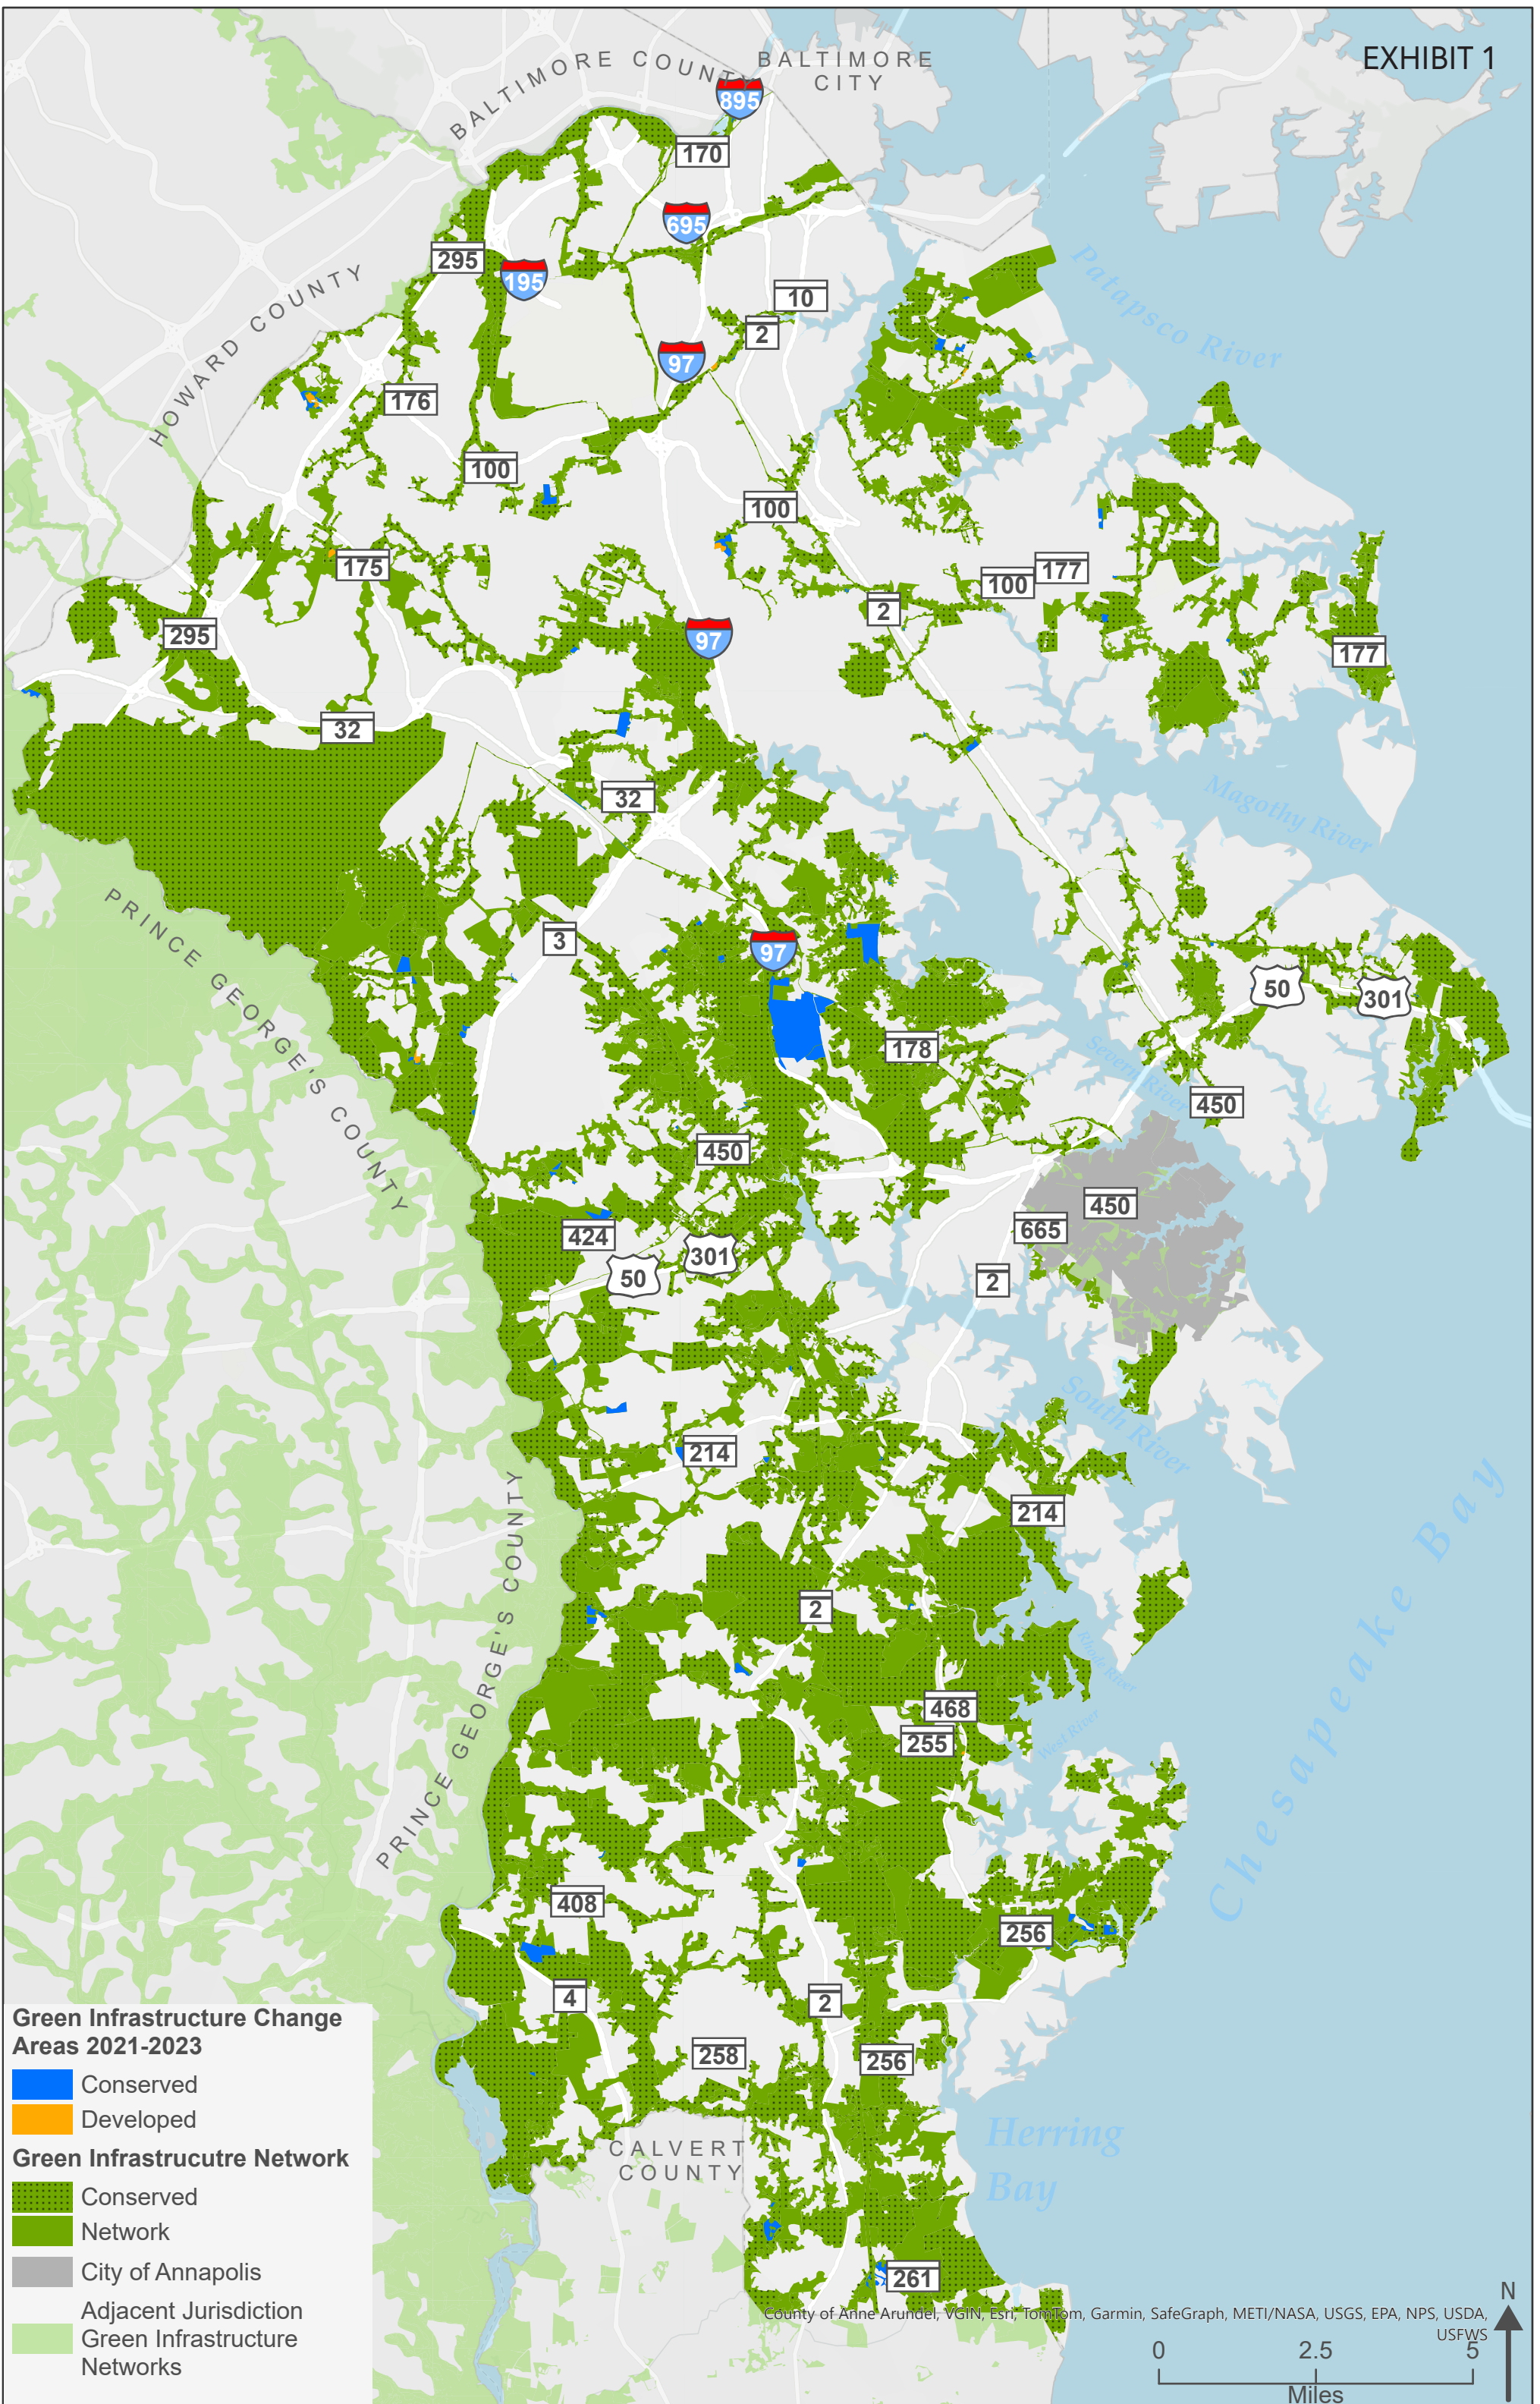 EXHIBIT 1
BALTIMORE COUNTY
BALTIMORE
CITY
895
170
695
295
195
HOWARD COUNTY
10
2
97
Patapsco River
176
100
100
175
177
100
2
295
97
177
32
32
Magothy River
PRINCE GEORGE'S COUNTY
3
97
50
301
178
Severn River
450
450
450
665
424
301
50
2
South River
214
214
PRINCE GEORGE'S COUNTY
2
Rhode River
468
255
West River
Chesapeake Bay
408
256
4
2
258
256
Herring
Bay
CALVERT
COUNTY
261
Green Infrastructure Change
Areas 2021-2023
Conserved
Developed
Green Infrastrucutre Network
Conserved
Network
City of Annapolis
Adjacent Jurisdiction
Green Infrastructure
Networks
County of Anne Arundel, VGIN, Esri, TomTom, Garmin, SafeGraph, METI/NASA, USGS, EPA, NPS, USDA,
USFWS
N
0 2.5 5
Miles